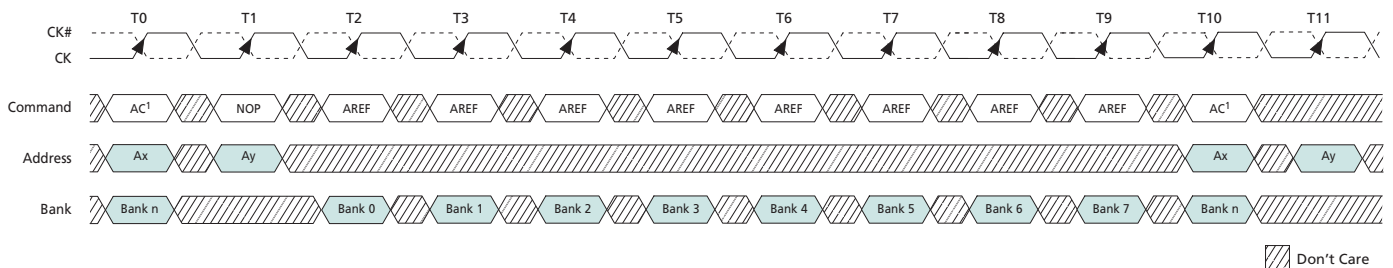 T0 T1 T2 T3 T4 T5 T6 T7 T8 T9 T10 T11
CK#
CK
Command AC¹ NOP AREF AREF AREF AREF AREF AREF AREF AREF AC¹
Address Ax Ay Ax Ay
Bank Bank n Bank 0 Bank 1 Bank 2 Bank 3 Bank 4 Bank 5 Bank 6 Bank 7 Bank n
Don't Care